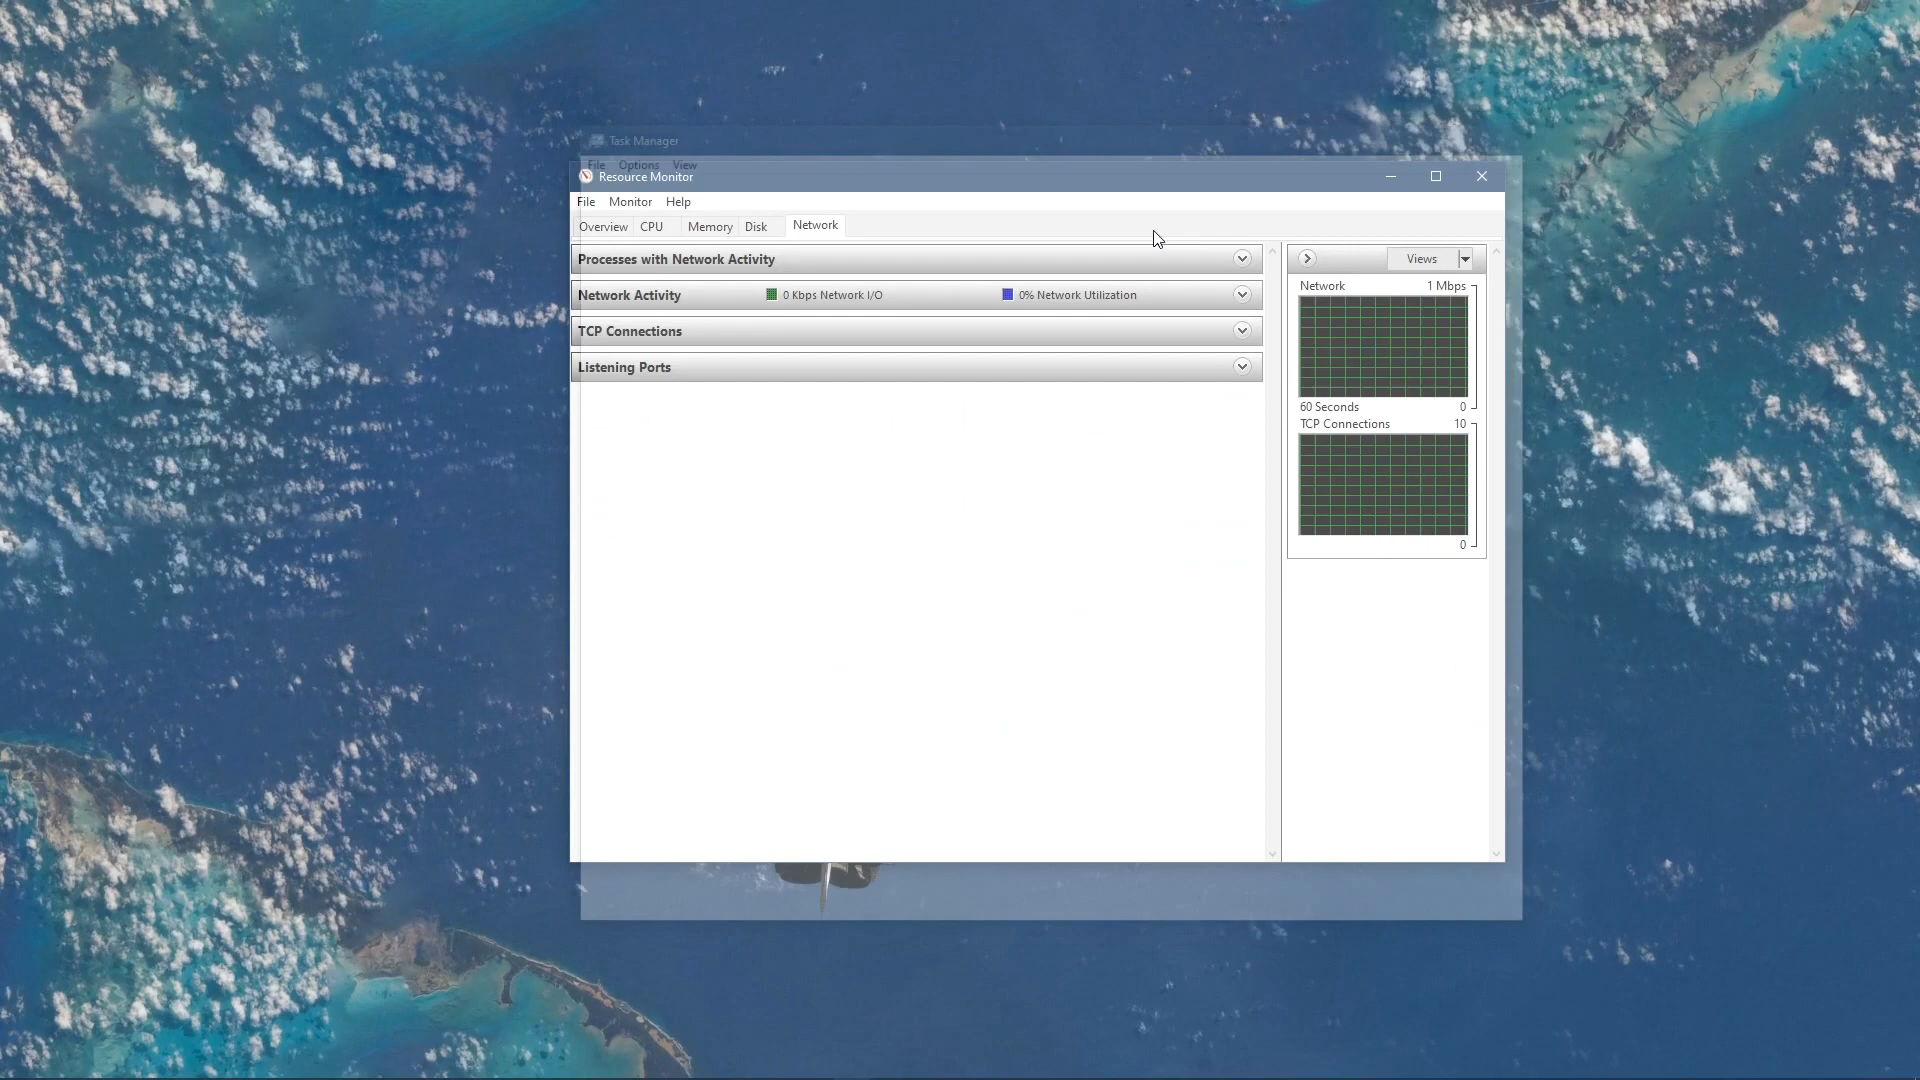 Task Manager
File Options View
Resource Monitor
File Monitor Help
Overview CPU Memory Disk Network
Processes with Network Activity
Views
Network Activity 0 Kbps Network I/O 0% Network Utilization
Network 1 Mbps
TCP Connections
Listening Ports
60 Seconds 0
TCP Connections 10
0